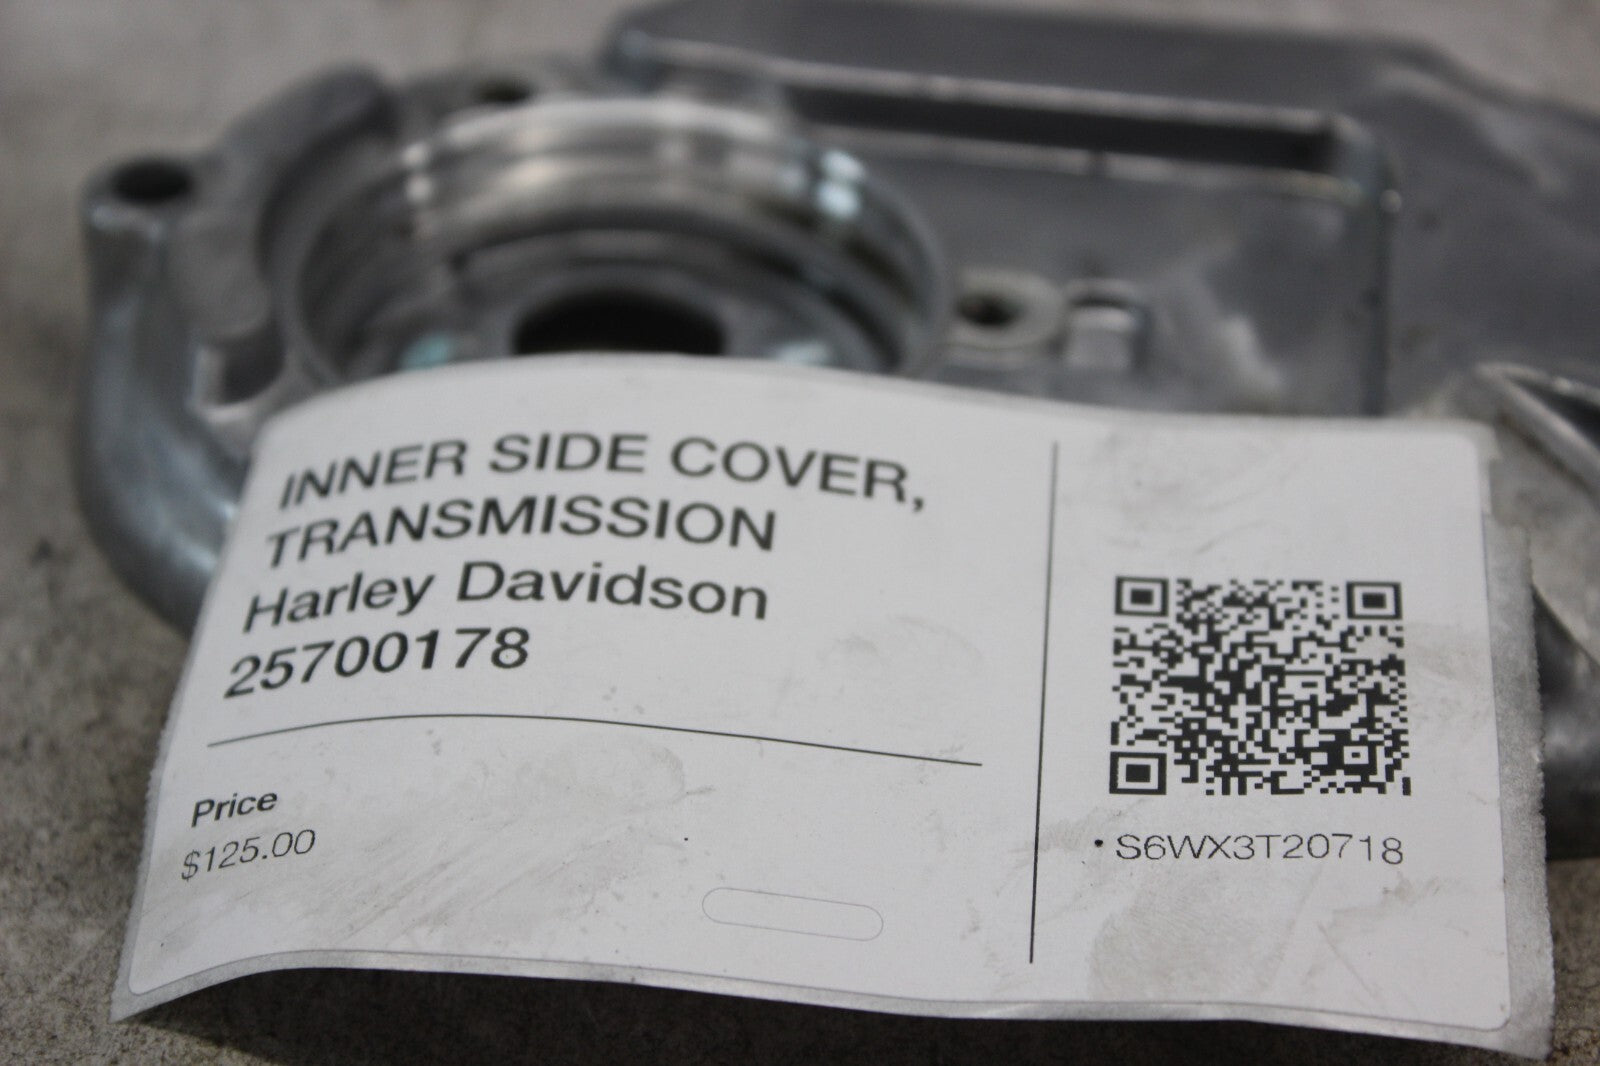 INNER SIDE COVER,
TRANSMISSION
Harley Davidson
25700178
Price
$125.00
S6WX3T20718